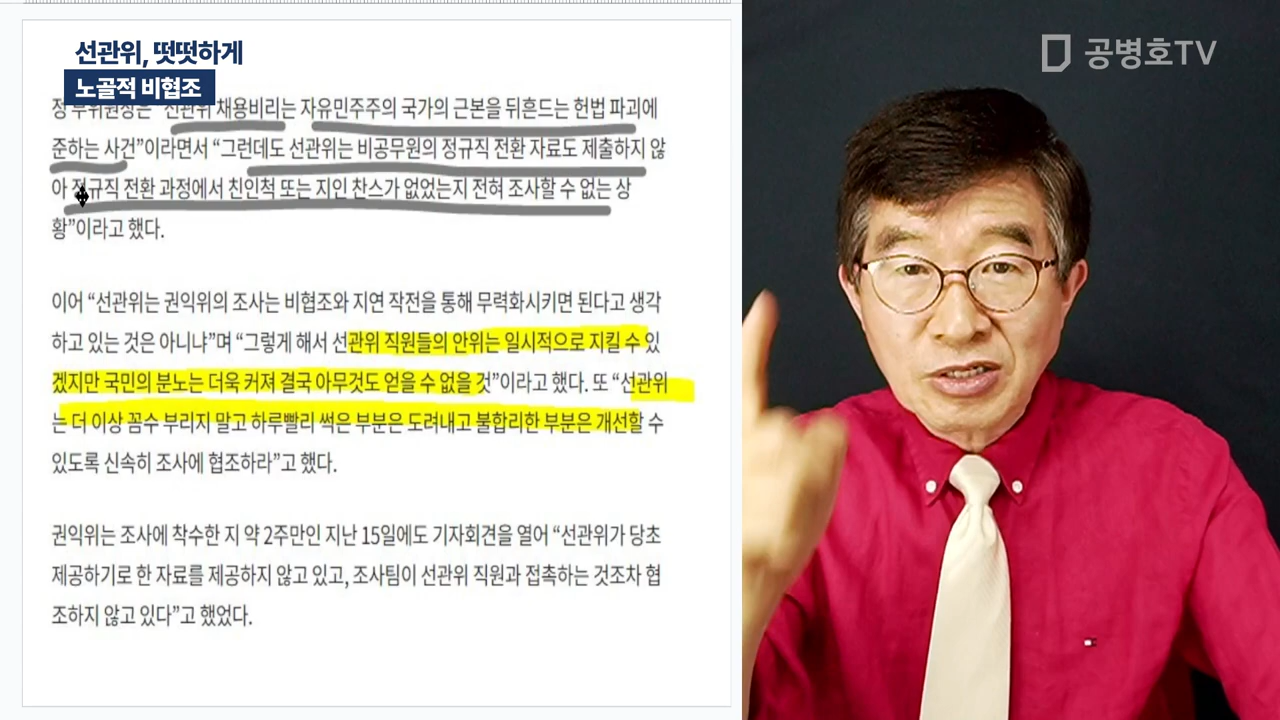 선관위, 떳떳하게
노골적 비협조
공병호TV
정 부위원장은 “선관위 채용비리는 자유민주주의 국가의 근본을 뒤흔드는 헌법 파괴에
준하는 사건”이라면서 “그런데도 선관위는 비공무원의 정규직 전환 자료도 제출하지 않
아 정규직 전환 과정에서 친인척 또는 지인 찬스가 없었는지 전혀 조사할 수 없는 상
황”이라고 했다.
이어 “선관위는 권익위의 조사는 비협조와 지연 작전을 통해 무력화시키면 된다고 생각
하고 있는 것은 아니냐”며 “그렇게 해서 선관위 직원들의 안위는 일시적으로 지킬 수 있
겠지만 국민의 분노는 더욱 커져 결국 아무것도 얻을 수 없을 것”이라고 했다. 또 “선관위
는 더 이상 꼼수 부리지 말고 하루빨리 썩은 부분은 도려내고 불합리한 부분은 개선할 수
있도록 신속히 조사에 협조하라”고 했다.
권익위는 조사에 착수한 지 약 2주만인 지난 15일에도 기자회견을 열어 “선관위가 당초
제공하기로 한 자료를 제공하지 않고 있고, 조사팀이 선관위 직원과 접촉하는 것조차 협
조하지 않고 있다”고 했었다.